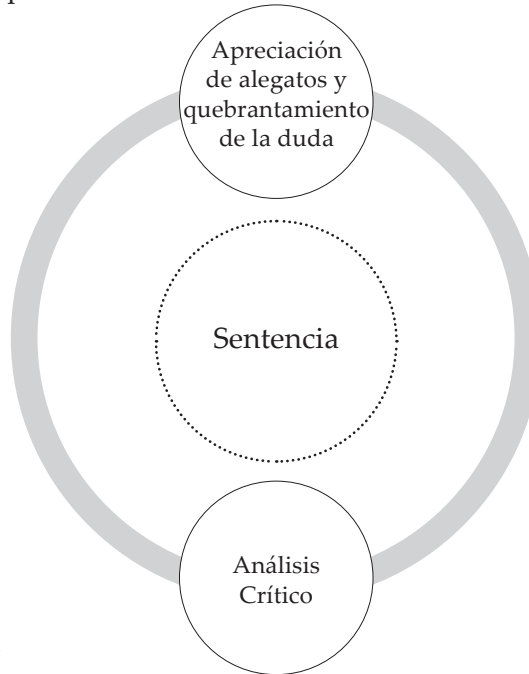 Apreciación
de alegatos y
quebrantamiento
de la duda
Sentencia
Análisis
Crítico